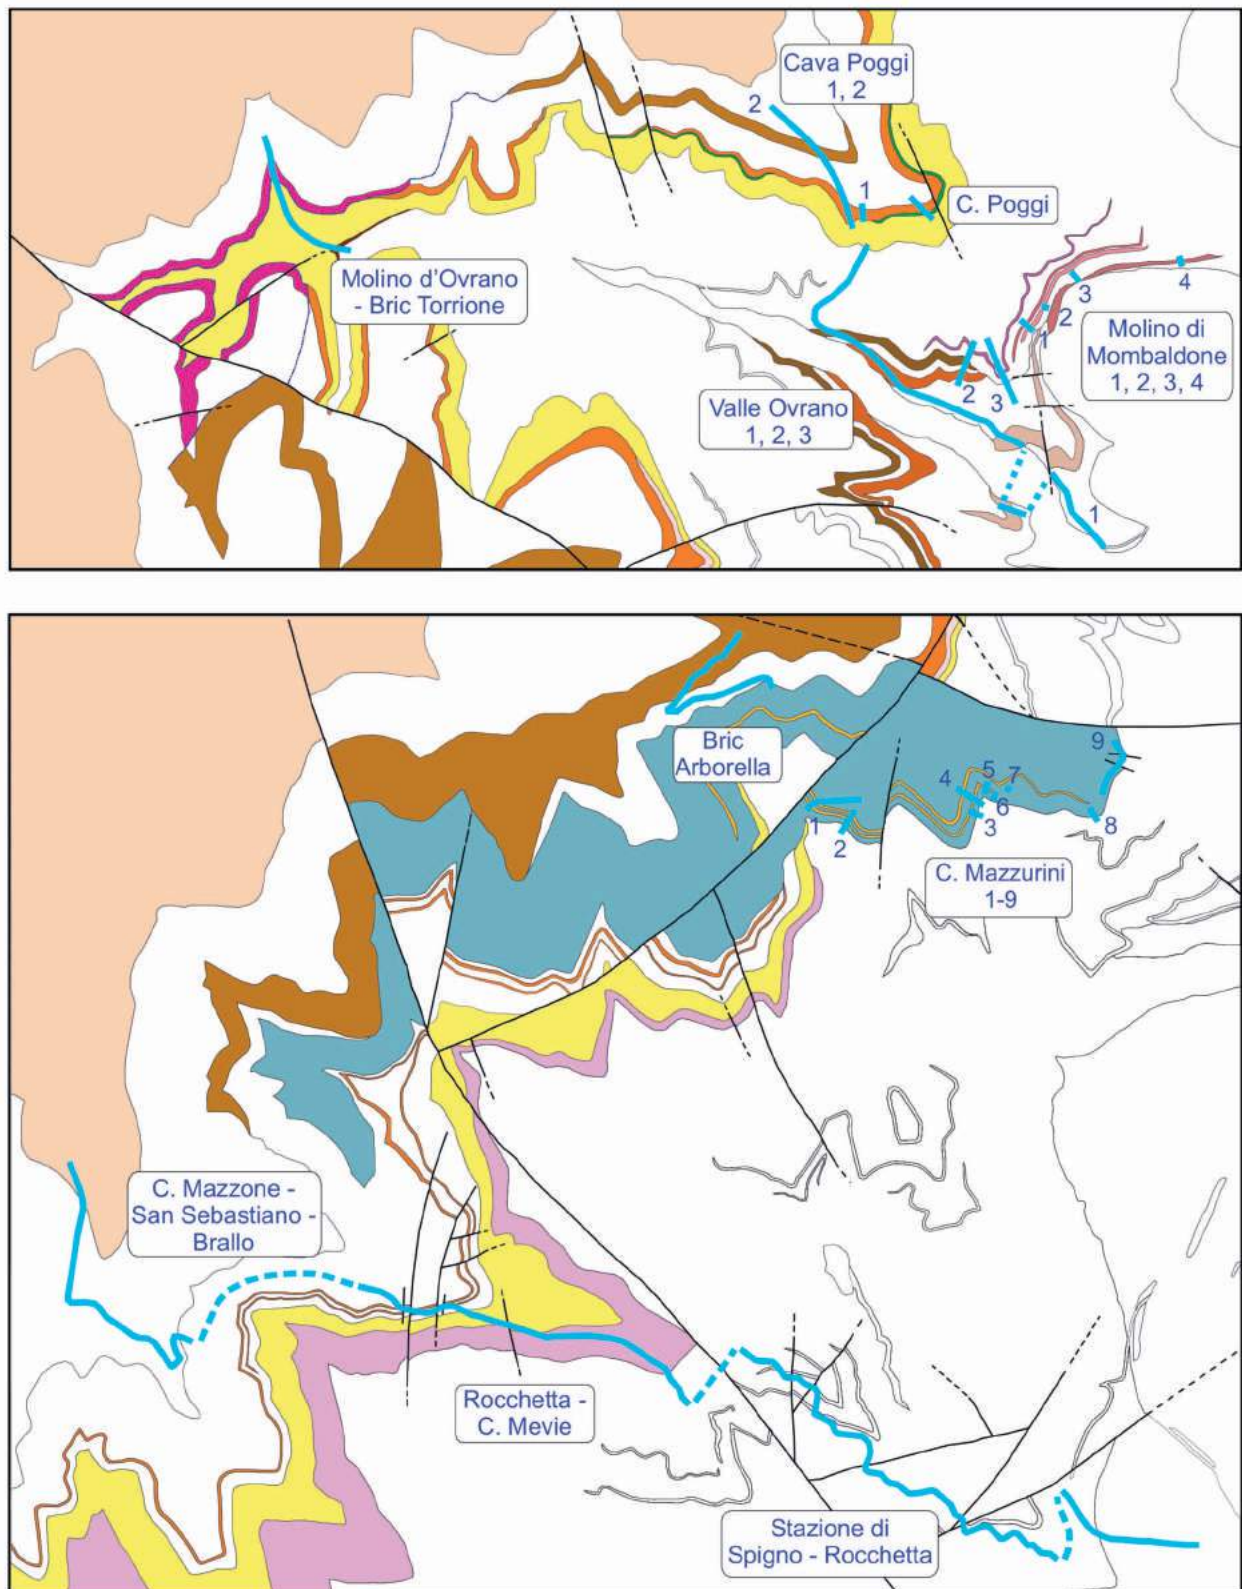 Cava Poggi
1, 2
2
1
C. Poggi
Molino d'Ovrano
- Bric Torrione
3
4
2
1
Molino di
Mombaldone
1, 2, 3, 4
2
3
Valle Ovrano
1, 2, 3
1
Bric
Arborella
9
5
7
4
6
1
3
8
2
C. Mazzurini
1-9
C. Mazzone -
San Sebastiano -
Brallo
Rocchetta -
C. Mevie
Stazione di
Spigno - Rocchetta